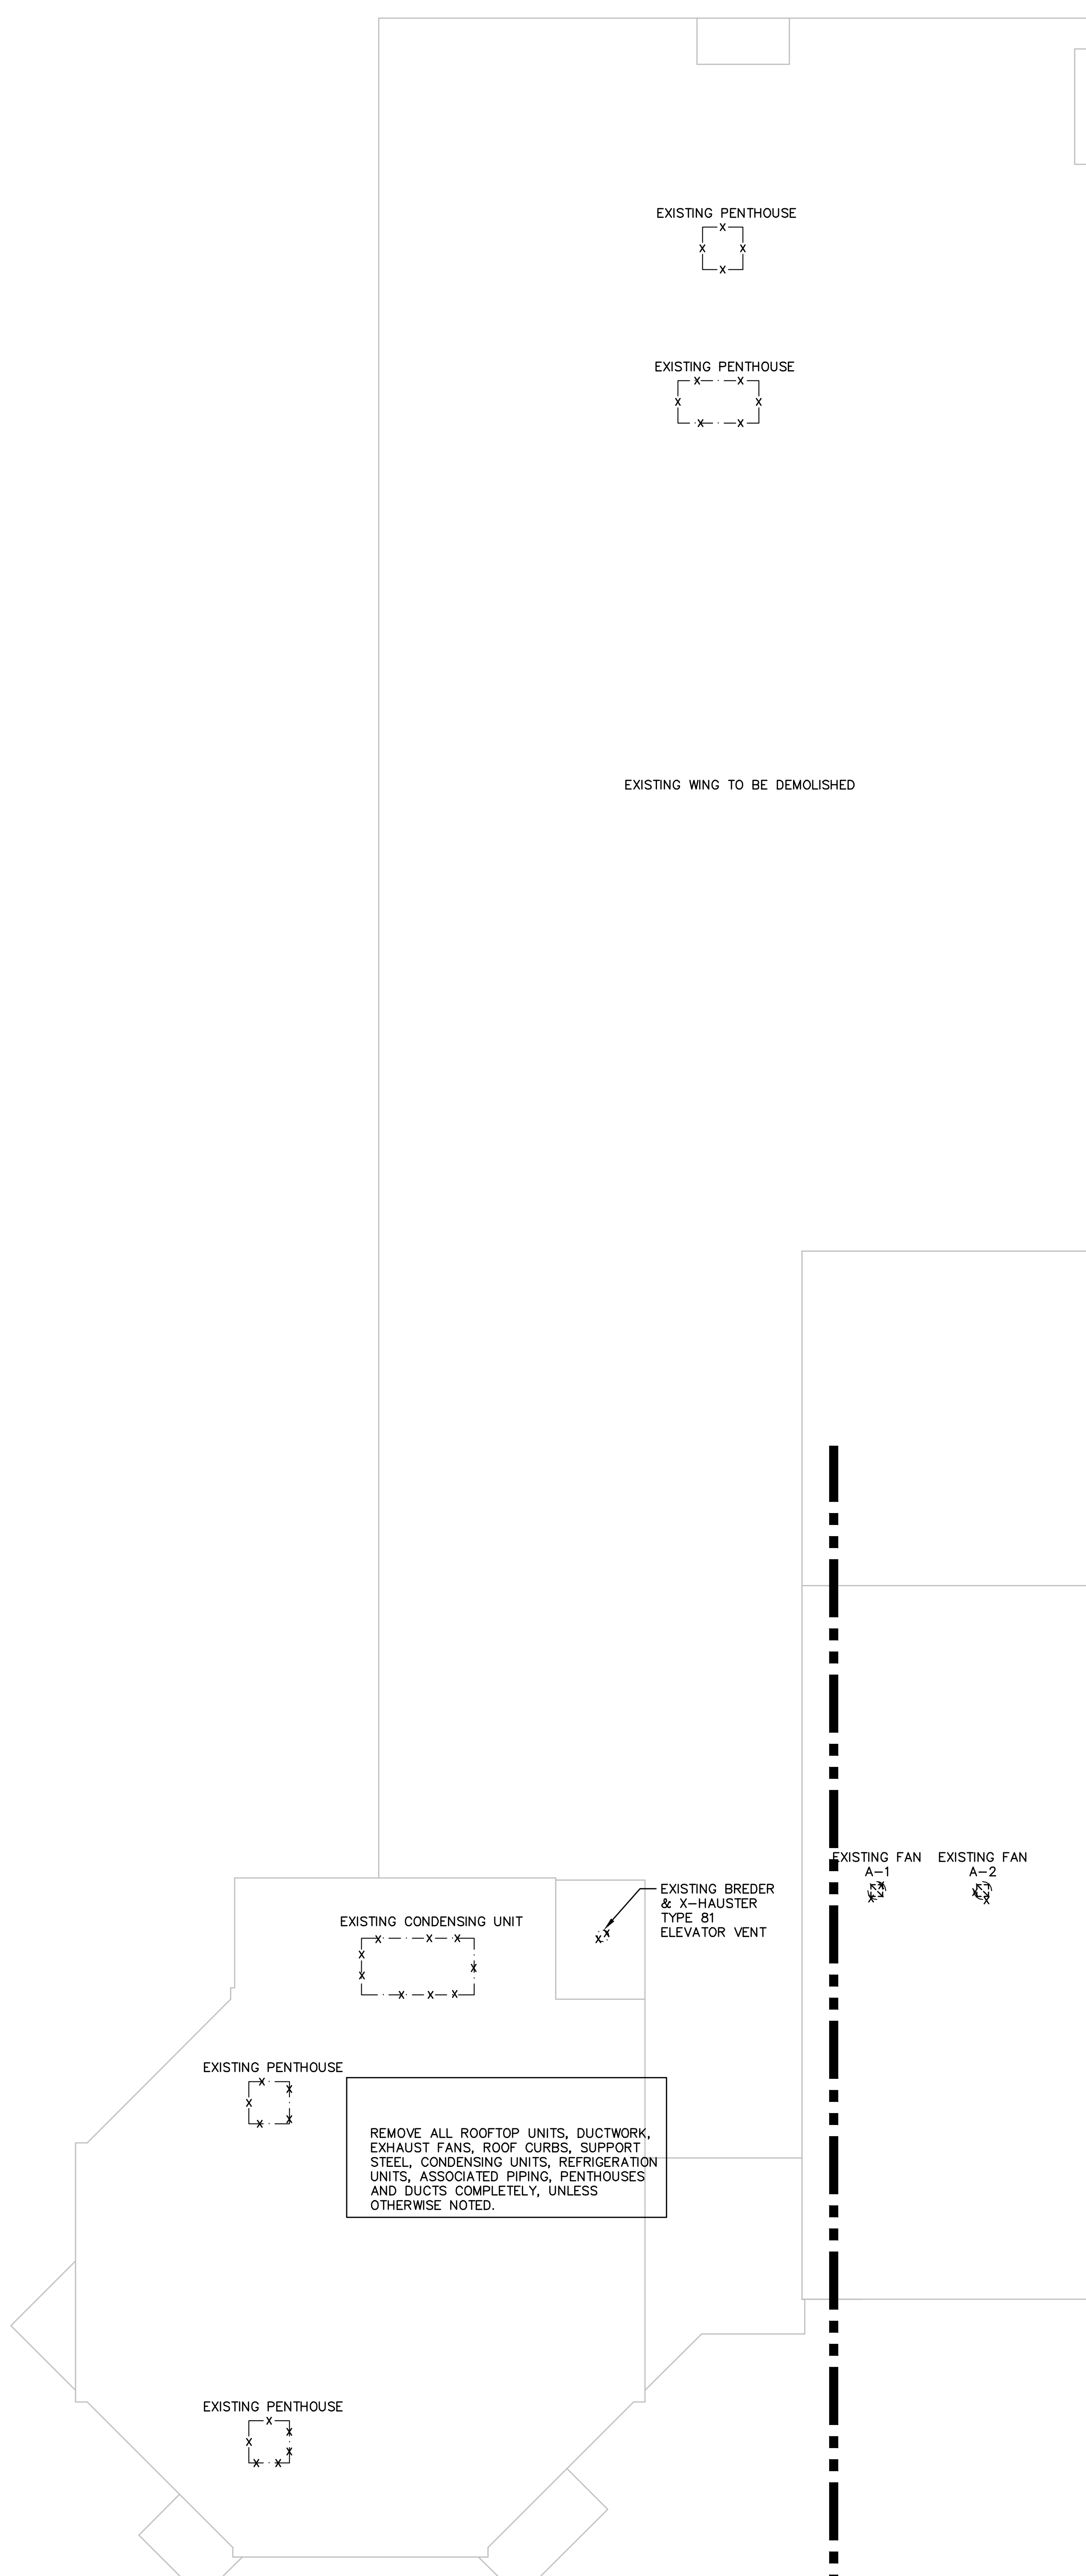 EXISTING PENTHOUSE
EXISTING PENTHOUSE
EXISTING WING TO BE DEMOLISHED
EXISTING FAN
A-1
EXISTING FAN
A-2
EXISTING BREDER
& X-HAUSTER
TYPE 81
ELEVATOR VENT
EXISTING CONDENSING UNIT
EXISTING PENTHOUSE
REMOVE ALL ROOFTOP UNITS, DUCTWORK,
EXHAUST FANS, ROOF CURBS, SUPPORT
STEEL, CONDENSING UNITS, REFRIGERATION
UNITS, ASSOCIATED PIPING, PENTHOUSES
AND DUCTS COMPLETELY, UNLESS
OTHERWISE NOTED.
EXISTING PENTHOUSE